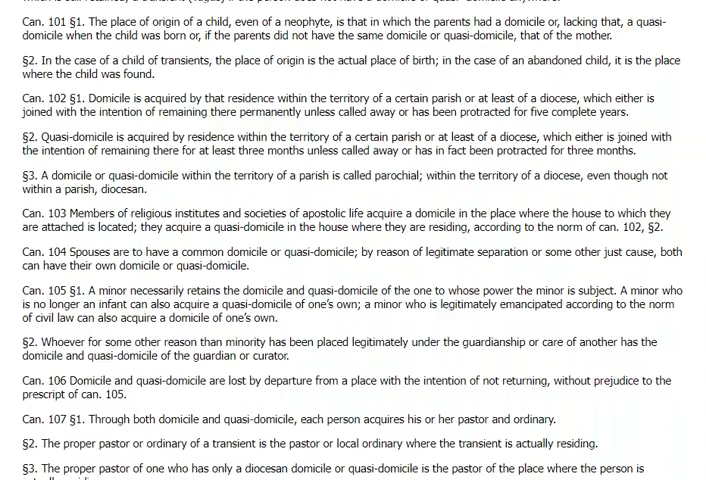 Can. 101 §1. The place of origin of a child, even of a neophyte, is that in which the parents had a domicile or, lacking that, a quasi-
domicile when the child was born or, if the parents did not have the same domicile or quasi-domicile, that of the mother.
§2. In the case of a child of transients, the place of origin is the actual place of birth; in the case of an abandoned child, it is the place
where the child was found.
Can. 102 §1. Domicile is acquired by that residence within the territory of a certain parish or at least of a diocese, which either is
joined with the intention of remaining there permanently unless called away or has been protracted for five complete years.
§2. Quasi-domicile is acquired by residence within the territory of a certain parish or at least of a diocese, which either is joined with
the intention of remaining there for at least three months unless called away or has in fact been protracted for three months.
§3. A domicile or quasi-domicile within the territory of a parish is called parochial; within the territory of a diocese, even though not
within a parish, diocesan.
Can. 103 Members of religious institutes and societies of apostolic life acquire a domicile in the place where the house to which they
are attached is located; they acquire a quasi-domicile in the house where they are residing, according to the norm of can. 102, §2.
Can. 104 Spouses are to have a common domicile or quasi-domicile; by reason of legitimate separation or some other just cause, both
can have their own domicile or quasi-domicile.
Can. 105 §1. A minor necessarily retains the domicile and quasi-domicile of the one to whose power the minor is subject. A minor who
is no longer an infant can also acquire a quasi-domicile of one's own; a minor who is legitimately emancipated according to the norm
of civil law can also acquire a domicile of one's own.
§2. Whoever for some other reason than minority has been placed legitimately under the guardianship or care of another has the
domicile and quasi-domicile of the guardian or curator.
Can. 106 Domicile and quasi-domicile are lost by departure from a place with the intention of not returning, without prejudice to the
prescript of can. 105.
Can. 107 §1. Through both domicile and quasi-domicile, each person acquires his or her pastor and ordinary.
§2. The proper pastor or ordinary of a transient is the pastor or local ordinary where the transient is actually residing.
§3. The proper pastor of one who has only a diocesan domicile or quasi-domicile is the pastor of the place where the person is